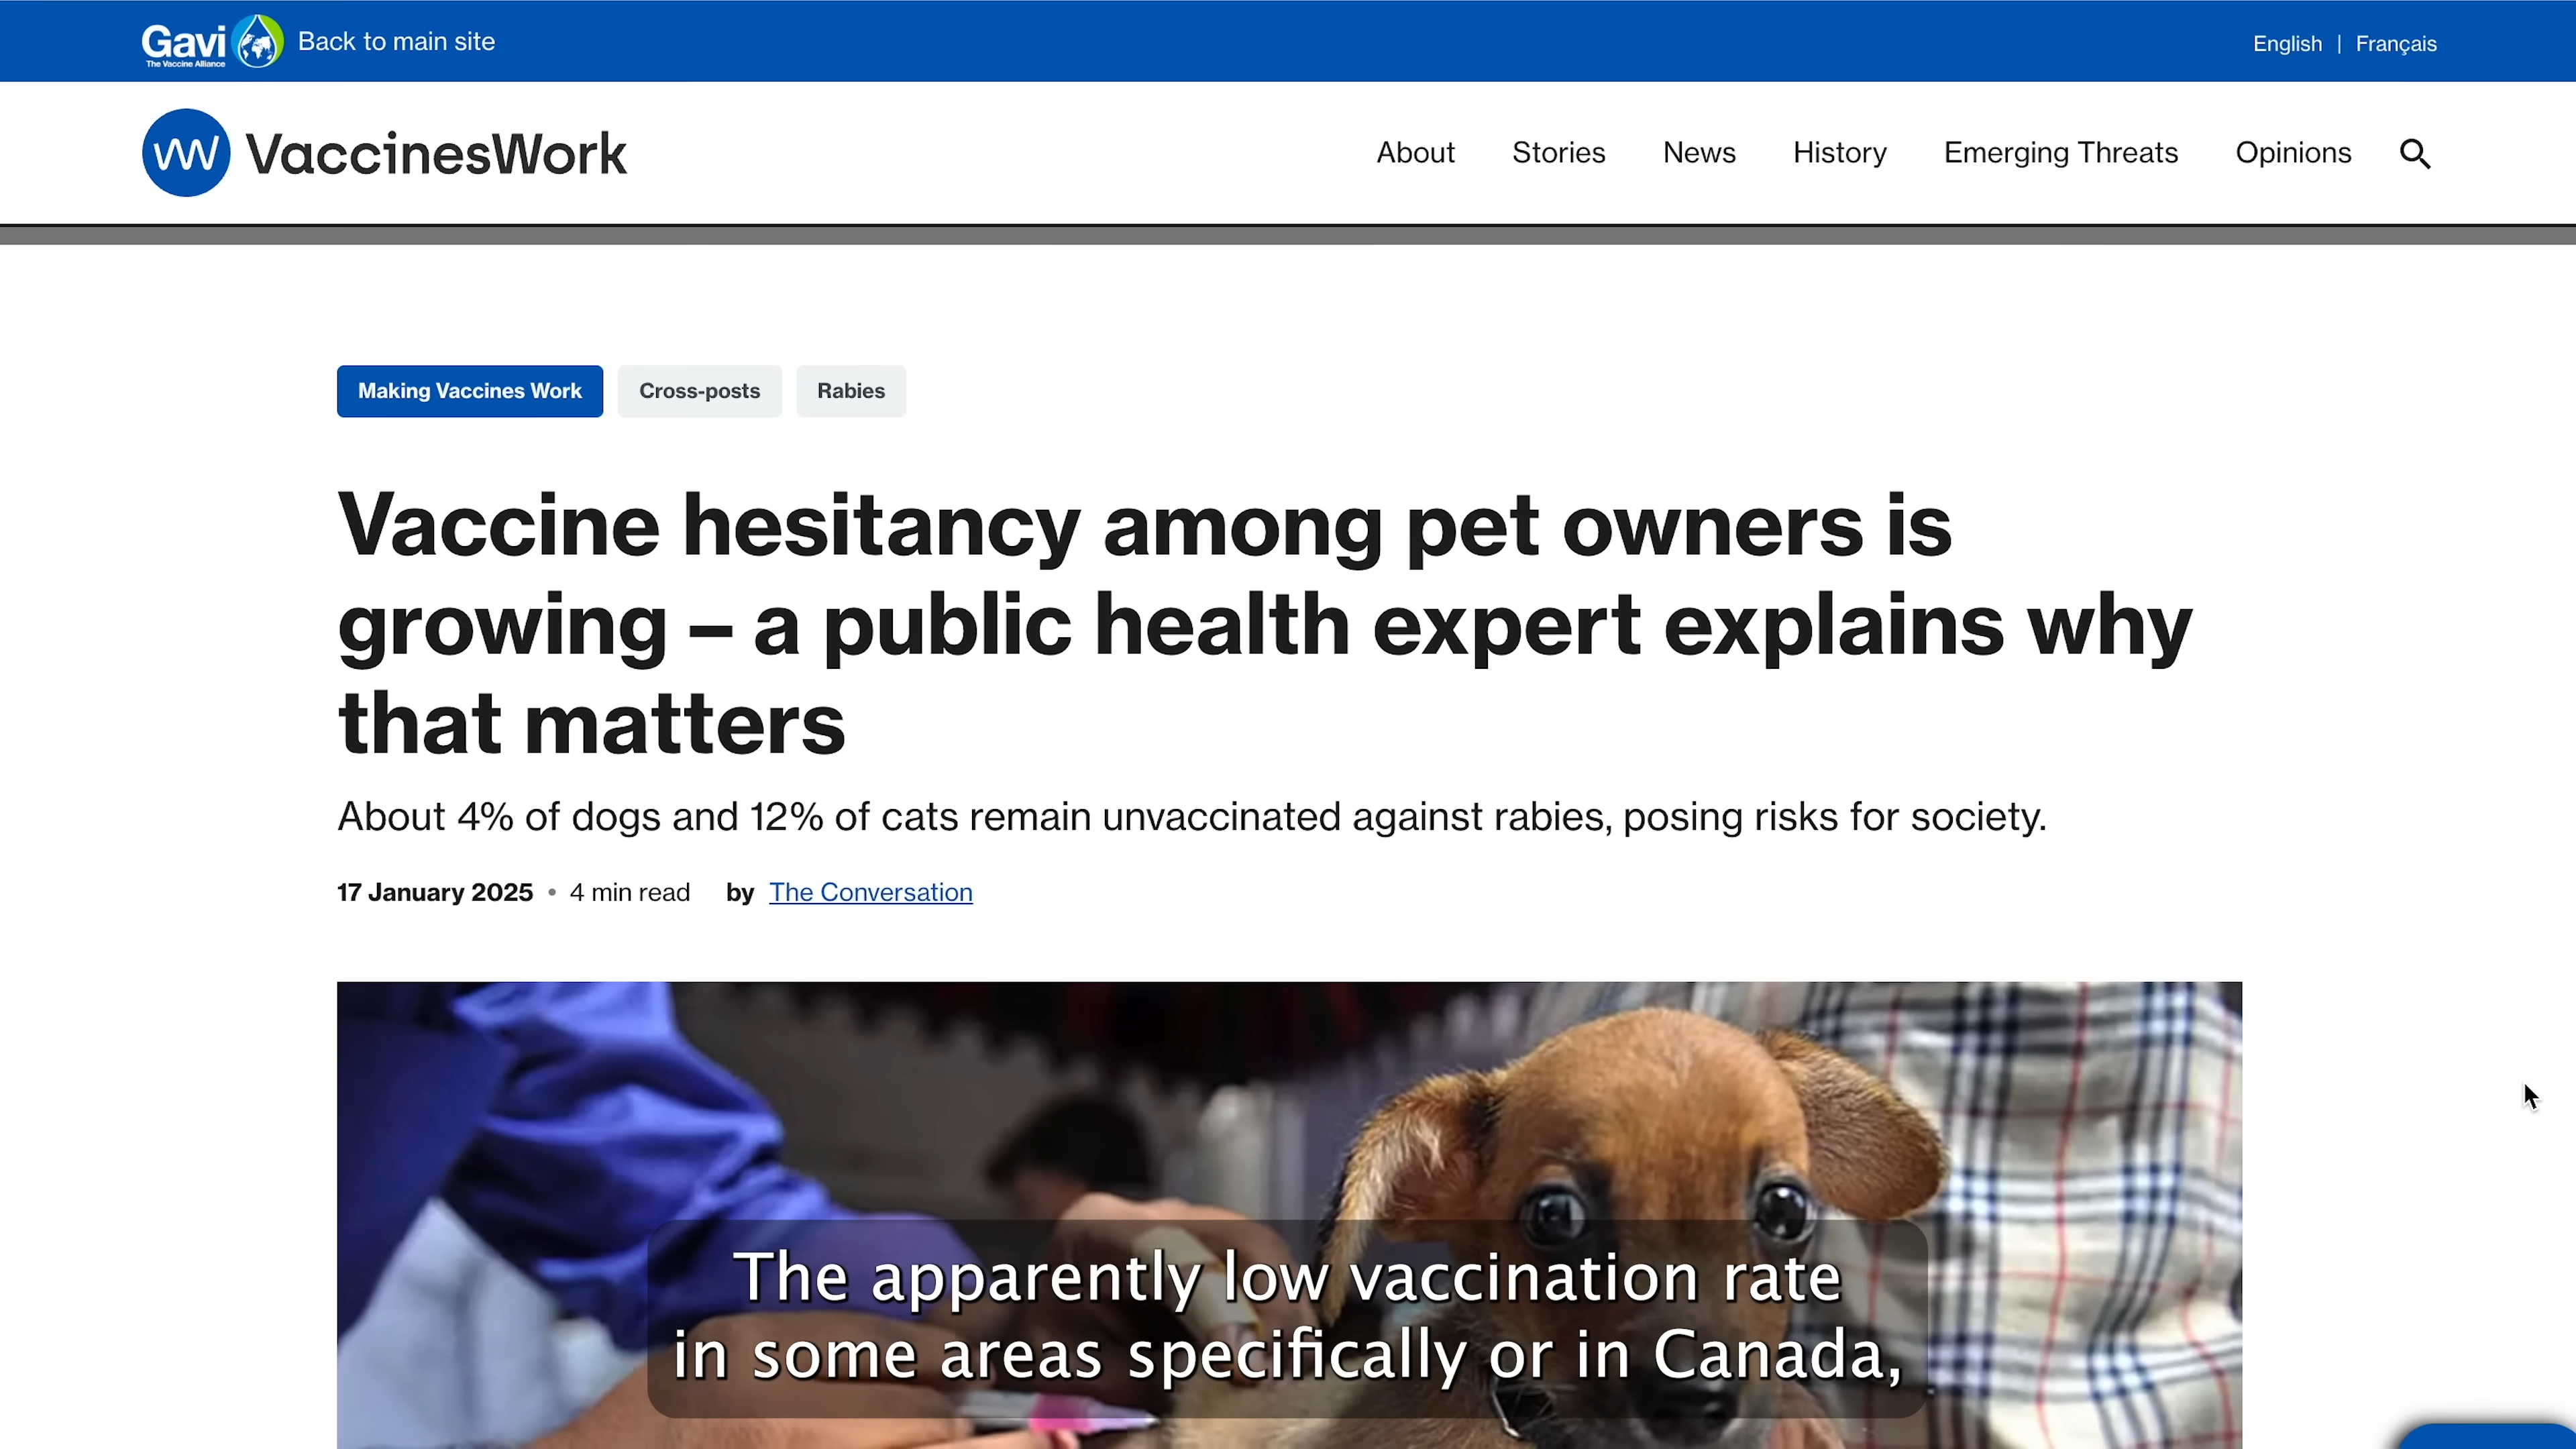 Gavi
The Vaccine Alliance
Back to main site
English | Français
VaccinesWork
About Stories News History Emerging Threats Opinions
Making Vaccines Work Cross-posts Rabies
Vaccine hesitancy among pet owners is
growing – a public health expert explains why
that matters
About 4% of dogs and 12% of cats remain unvaccinated against rabies, posing risks for society.
17 January 2025 • 4 min read by The Conversation
The apparently low vaccination rate
in some areas specifically or in Canada,